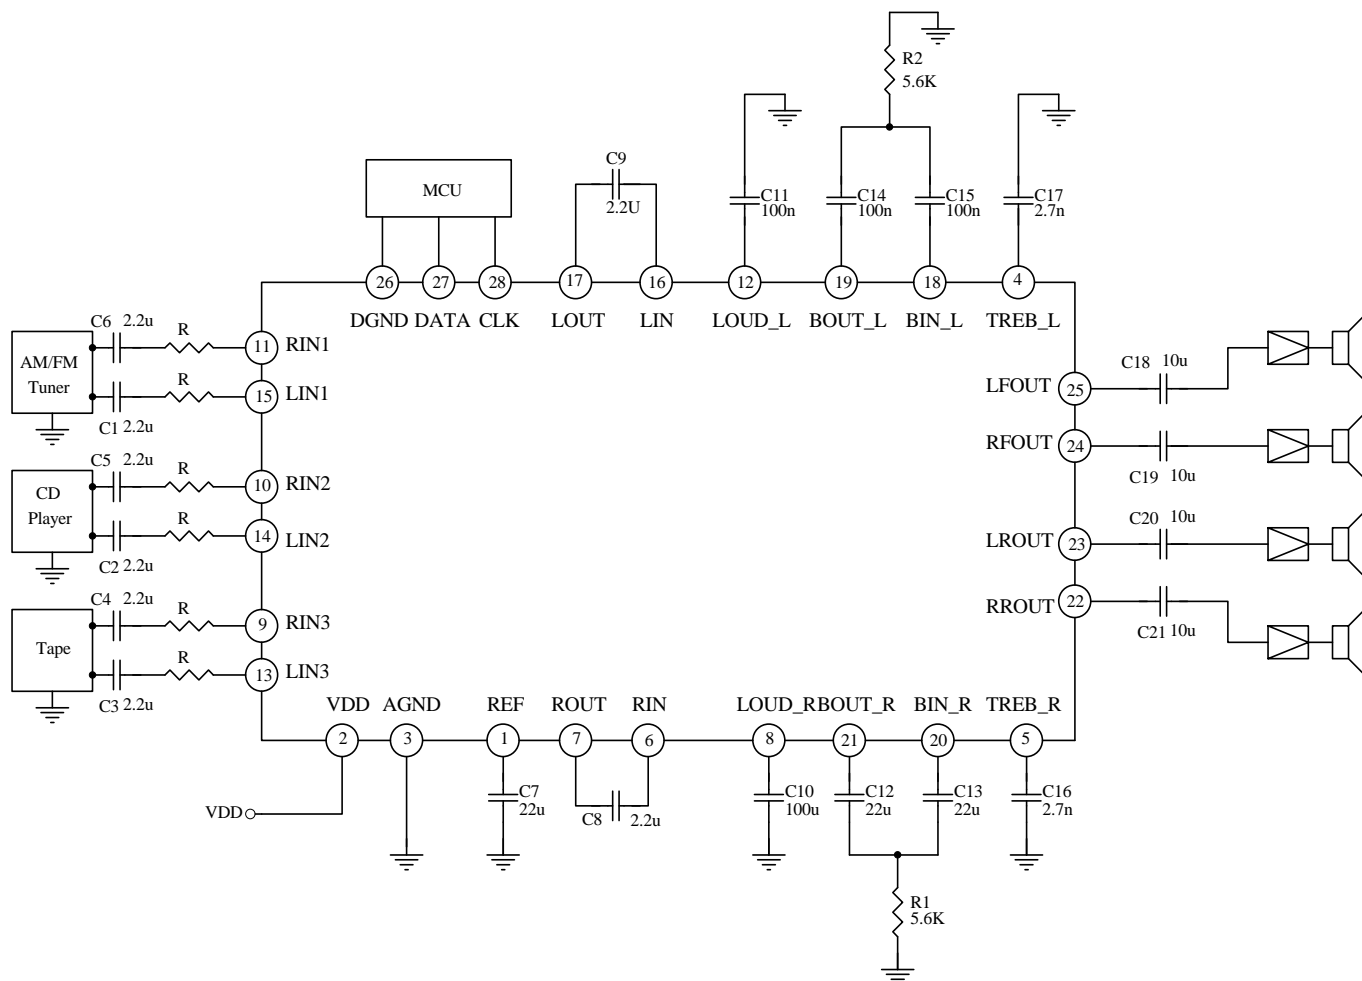 R2
5.6K
C9
2.2U
MCU
C11
100n
C14
100n
C15
100n
C17
2.7n
26
27
28
17
16
12
19
18
4
DGND
DATA
CLK
LOUT
LIN
LOUD_L
BOUT_L
BIN_L
TREB_L
C6
2.2u
R
AM/FM
Tuner
11
RIN1
R
15
LIN1
C1
2.2u
C5
2.2u
R
CD
Player
10
RIN2
R
14
LIN2
C2
2.2u
C4
2.2u
R
Tape
9
RIN3
R
13
LIN3
C3
2.2u
LFOUT
25
C18
10u
RFOUT
24
C19
10u
LROUT
23
C20
10u
RROUT
22
C21
10u
VDD
AGND
REF
ROUT
RIN
LOUD_R
BOUT_R
BIN_R
TREB_R
2
3
1
7
6
8
21
20
5
VDD
C7
22u
C8
2.2u
C10
100u
C12
22u
C13
22u
C16
2.7n
R1
5.6K